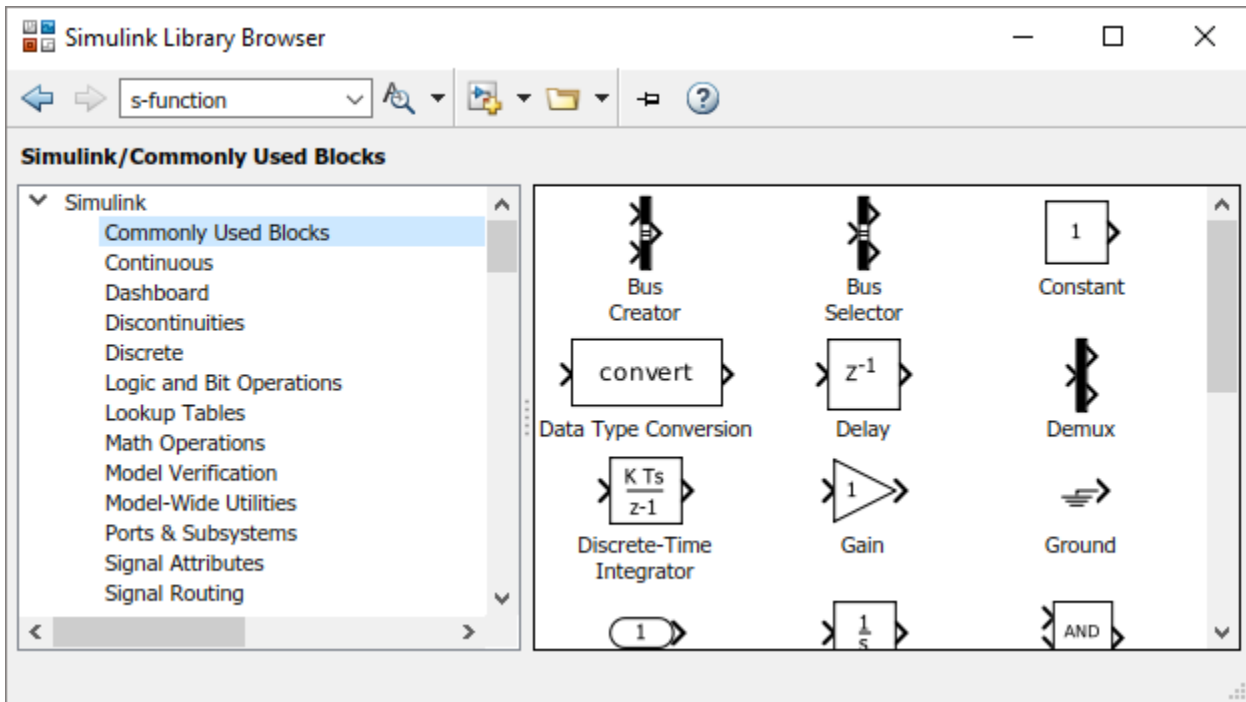 Simulink Library Browser
s-function
Simulink/Commonly Used Blocks
Simulink
Commonly Used Blocks
Continuous
Dashboard
Discontinuities
Discrete
Logic and Bit Operations
Lookup Tables
Math Operations
Model Verification
Model-Wide Utilities
Ports & Subsystems
Signal Attributes
Signal Routing
Bus
Creator
Bus
Selector
1
Constant
convert
Data Type Conversion
z-1
Delay
Demux
K Ts
z-1
Discrete-Time
Integrator
1
Gain
Ground
1
1
s
AND